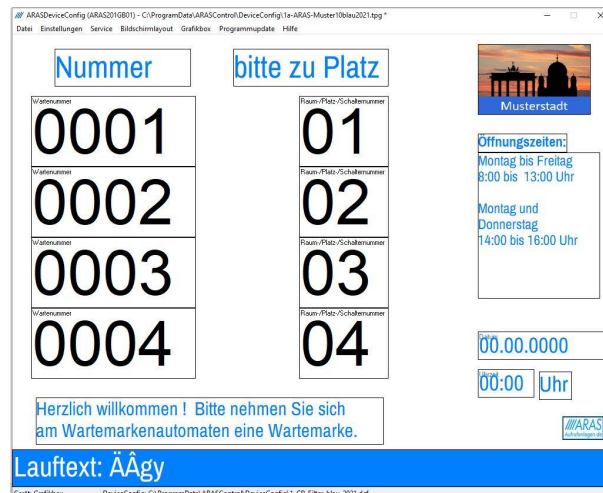 ARASDeviceConfig (ARAS201GB01) - C:\ProgramData\ARASControl\DeviceConfig\1a-ARAS-Muster10blau2021.tpg *
Datei Einstellungen Service Bildschirmlayout Grafikbox Programmupdate Hilfe
Nummer bitte zu Platz
Wartenummer Raum-/Platz-/Schalternummer
0001 01
Wartenummer Raum-/Platz-/Schalternummer
0002 02
Wartenummer Raum-/Platz-/Schalternummer
0003 03
Wartenummer Raum-/Platz-/Schalternummer
0004 04
Herzlich willkommen ! Bitte nehmen Sie sich
am Wartemarkenautomaten eine Wartemarke.
Musterstadt
Öffnungszeiten:
Montag bis Freitag
8:00 bis 13:00 Uhr
Montag und
Donnerstag
14:00 bis 16:00 Uhr
Datum
00.00.0000
Uhrzeit
00:00 Uhr
ARAS
Aufrufanlagen.de
Lauftext: ÄÂgy